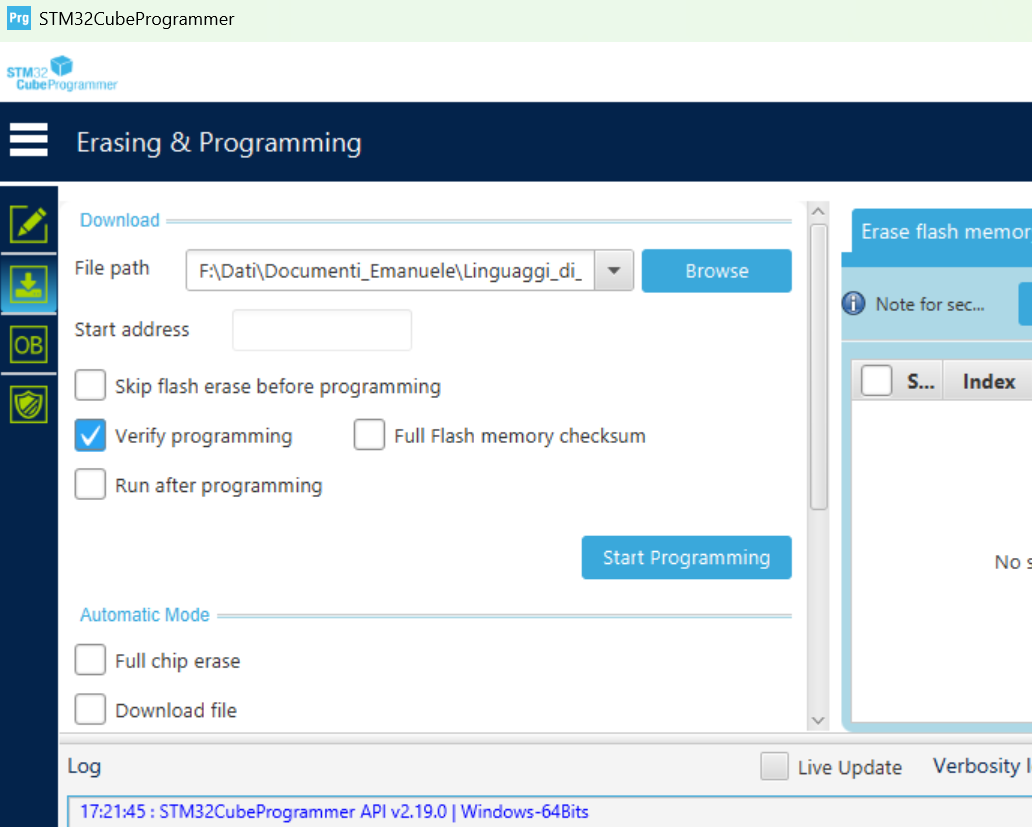 Prg STM32CubeProgrammer
STM32
CubeProgrammer
Erasing & Programming
Download
File path F:\Dati\Documenti_Emanuele\Linguaggi_di_ Browse
Start address
Skip flash erase before programming
Verify programming Full Flash memory checksum
Run after programming
Start Programming
Automatic Mode
Full chip erase
Download file
OB
Erase flash memor
Note for sec...
S... Index
No s
Log Live Update Verbosity l
17:21:45 : STM32CubeProgrammer API v2.19.0 | Windows-64Bits